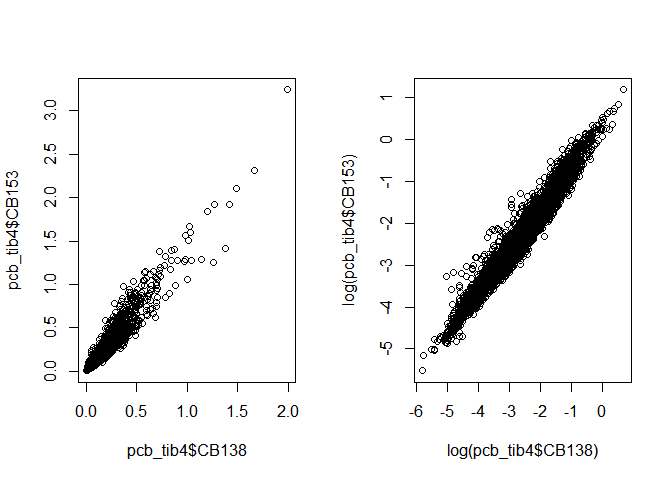 pcb_tib4$CB153
3.0
2.5
2.0
1.5
1.0
0.5
0.0
0.0 0.5 1.0 1.5 2.0
pcb_tib4$CB138
log(pcb_tib4$CB153)
1
0
-1
-2
-3
-4
-5
-6 -5 -4 -3 -2 -1 0
log(pcb_tib4$CB138)